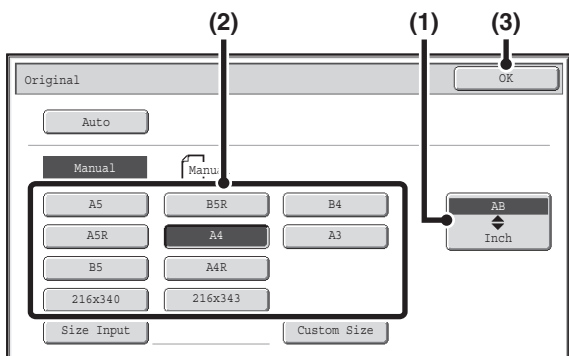 (2) (1) (3)
Original OK
Auto
Manual Manual
A5 B5R B4
A5R A4 A3
B5 A4R
216x340 216x343
AB
Inch
Size Input Custom Size